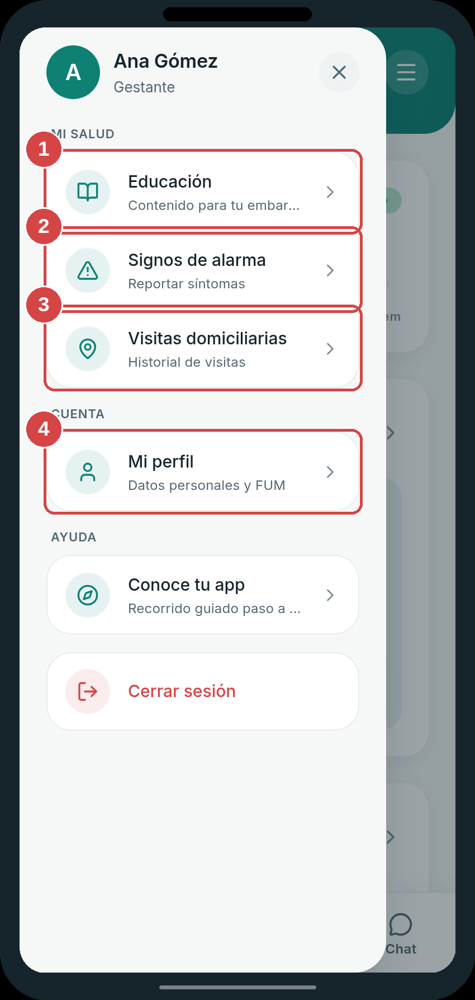 A
Ana Gómez
Gestante
MI SALUD
1
Educación
Contenido para tu embar...
2
Signos de alarma
Reportar síntomas
3
Visitas domiciliarias
Historial de visitas
em
CUENTA
4
Mi perfil
Datos personales y FUM
AYUDA
Conoce tu app
Recorrido guiado paso a ...
Cerrar sesión
Chat